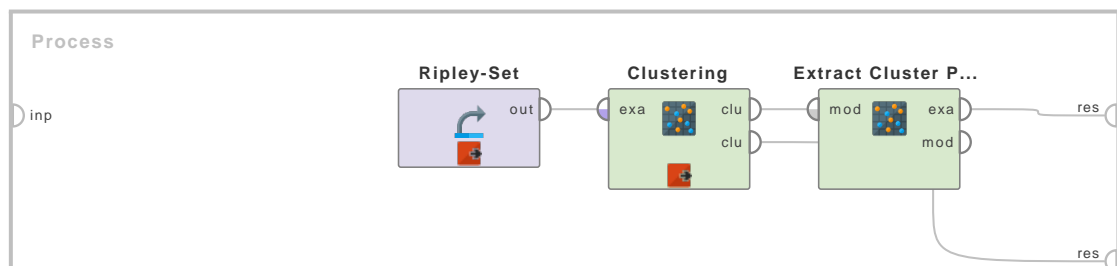 Process
Ripley-Set
Clustering
Extract Cluster P...
inp
out
exa
clu
clu
mod
exa
mod
res
res